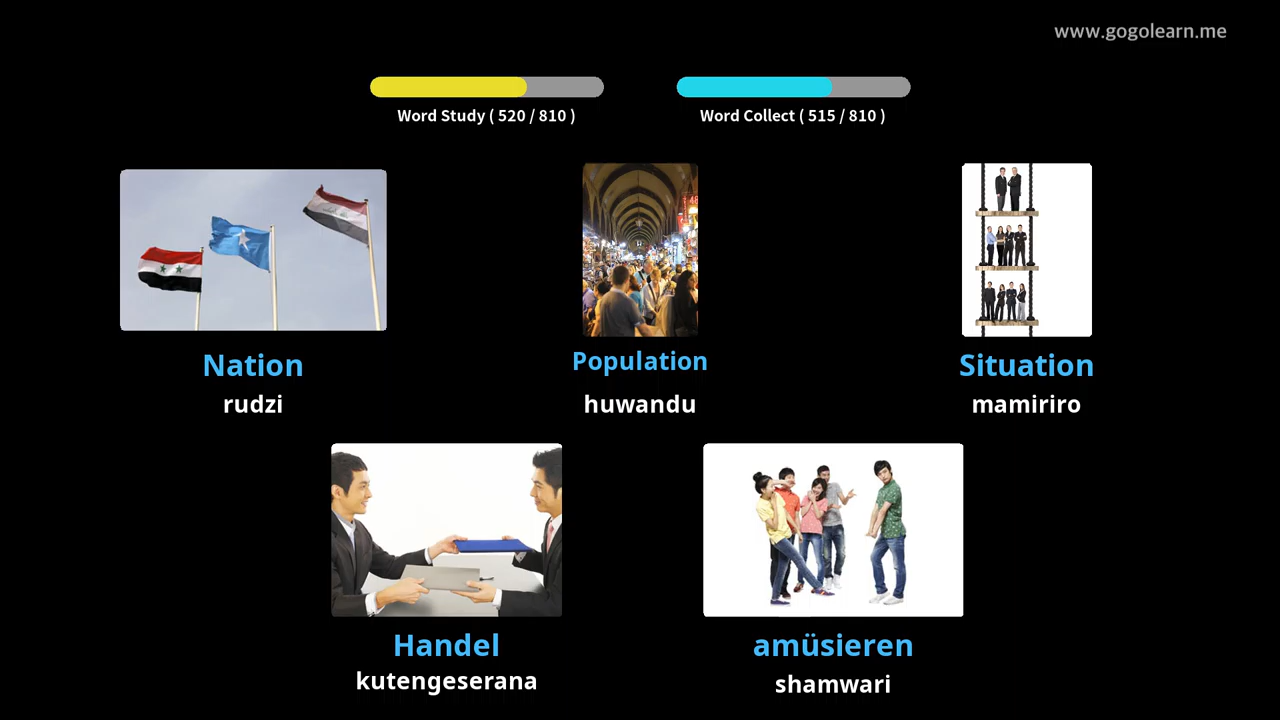 www.gogolearn.me
Word Study ( 520 / 810 )
Word Collect ( 515 / 810 )
Nation
rudzi
Population
huwandu
Situation
mamiriro
Handel
kutengeserana
amüsieren
shamwari